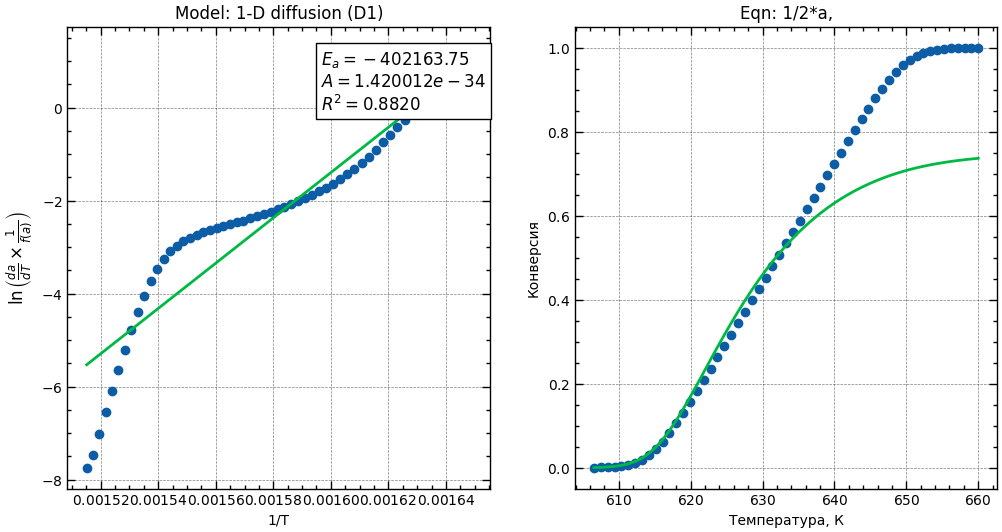 Model: 1-D diffusion (D1)
Eqn: 1/2*a,
E_a = −402163.75
A = 1.420012e − 34
R^2 = 0.8820
ln(da/dT × 1/f(a))
0
−2
−4
−6
−8
0.00152 0.00154 0.00156 0.00158 0.00160 0.00162 0.00164
1/T
Конверсия
1.0
0.8
0.6
0.4
0.2
0.0
610 620 630 640 650 660
Температура, К